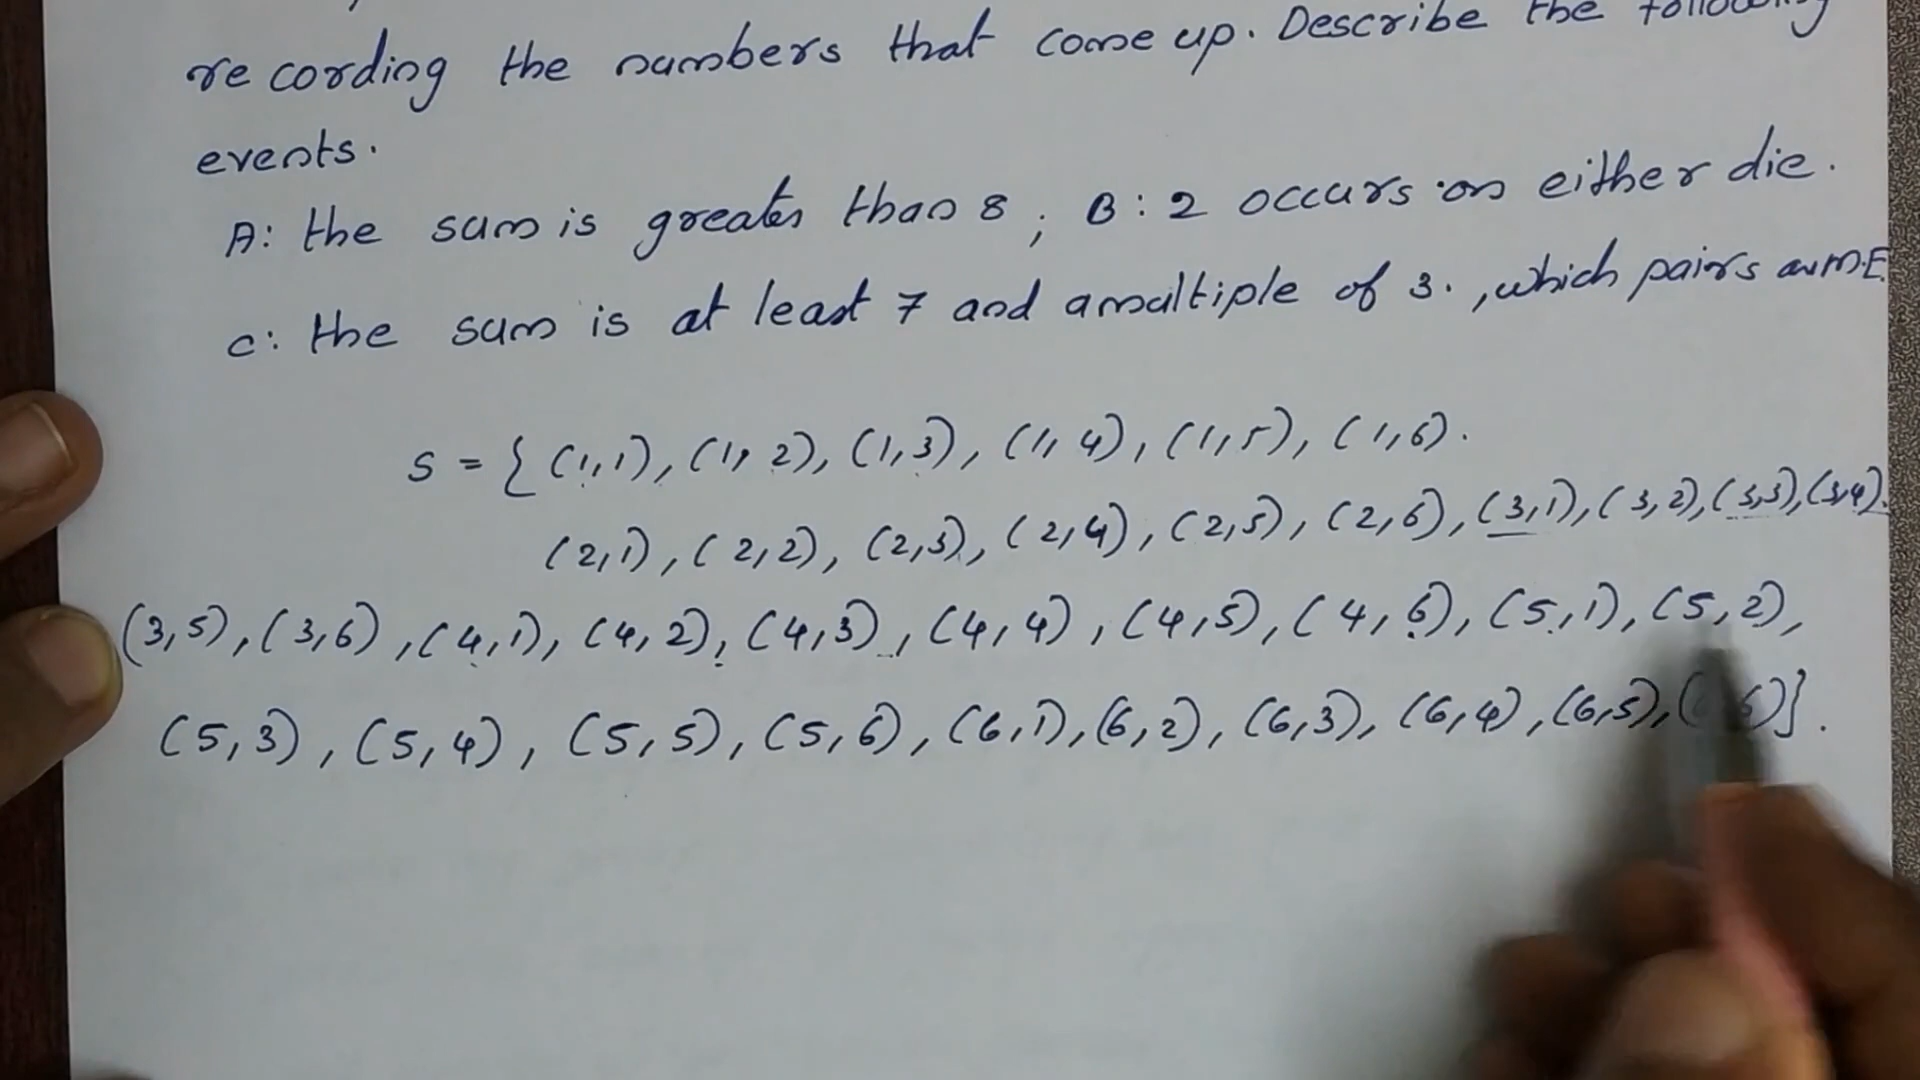 recording the numbers that come up. Describe the following
events.
A: the sum is greater than 8 ; B : 2 occurs on either die.
C: the sum is at least 7 and a multiple of 3. , which pairs are M.E
S = { (1,1), (1, 2), (1,3), (1, 4), (1,5), (1,6).
(2,1), (2,2), (2,3), (2,4), (2,5), (2,6), (3,1), (3,2), (3,3), (3,4).
(3,5), (3,6), (4,1), (4,2), (4,3), (4,4), (4,5), (4,6), (5,1), (5,2),
(5,3), (5,4), (5,5), (5,6), (6,1), (6,2), (6,3), (6,4), (6,5), ( 6)}.